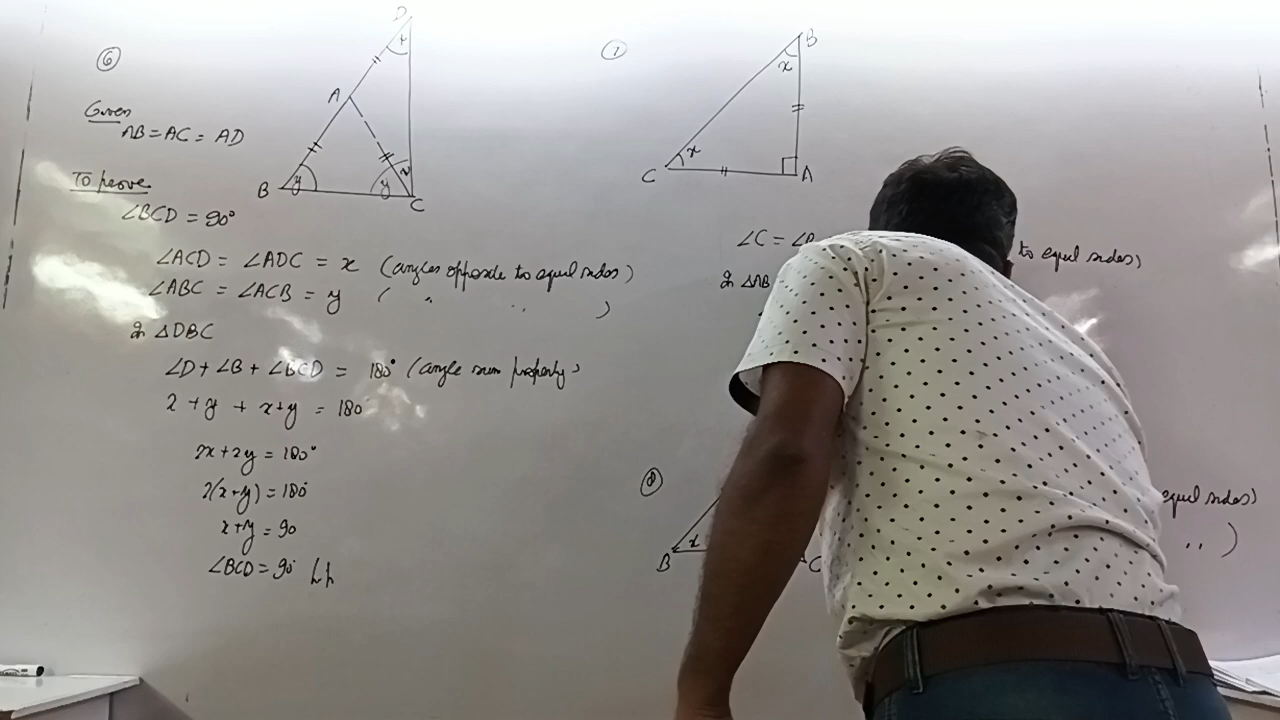 6
D
x
A
Given
AB = AC = AD
B
y
y
x
C
To prove
∠BCD = 90°
∠ACD = ∠ADC = x (angles opposite to equal sides)
∠ABC = ∠ACB = y ( " " )
In △DBC
∠D + ∠B + ∠BCD = 180° (angle sum property)
x + y + x + y = 180
2x + 2y = 180°
2(x+y) = 180°
x + y = 90
∠BCD = 90°
7
B
x
x
C
A
∠C = ∠
to equal sides)
In △AB
8
B
x
C
equal sides)
" )